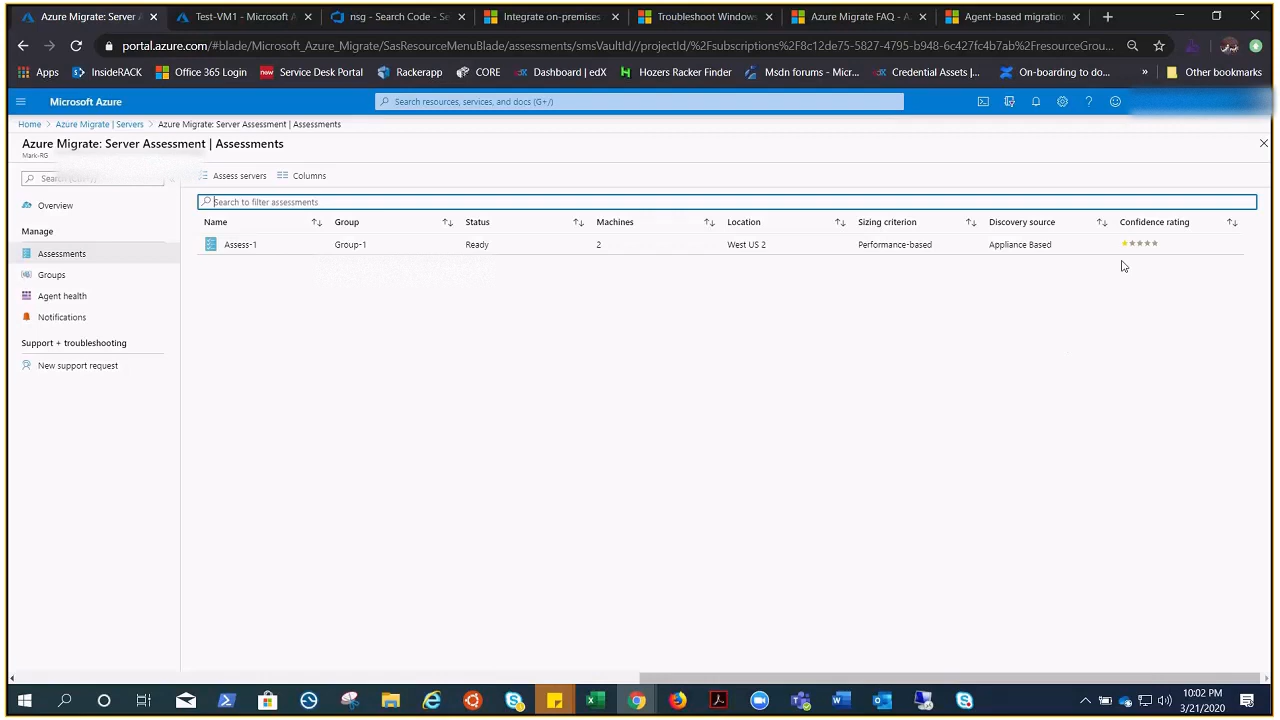 Azure Migrate: Server A
Test-VM1 - Microsoft A
nsg - Search Code - S
Integrate on-premises
Troubleshoot Windows
Azure Migrate FAQ - A
Agent-based migration
portal.azure.com/#blade/Microsoft_Azure_Migrate/SasResourceMenuBlade/assessments/smsVaultId//projectId/%2Fsubscriptions%2F8c12de75-5827-4795-b948-6c427fc4b7ab%2FresourceGrou...
Apps
InsideRACK
Office 365 Login
now Service Desk Portal
Rackerapp
CORE
Dashboard | edX
Hozers Racker Finder
Msdn forums - Micr...
Credential Assets |...
On-boarding to do...
»
Other bookmarks
Microsoft Azure
Search resources, services, and docs (G+/)
Home > Azure Migrate | Servers > Azure Migrate: Server Assessment | Assessments
Azure Migrate: Server Assessment | Assessments
Mark-RG
Assess servers
Columns
Search to filter assessments
Overview
Manage
Assessments
Groups
Agent health
Notifications
Support + troubleshooting
New support request
Name Group Status Machines Location Sizing criterion Discovery source Confidence rating
Assess-1 Group-1 Ready 2 West US 2 Performance-based Appliance Based
10:02 PM
3/21/2020